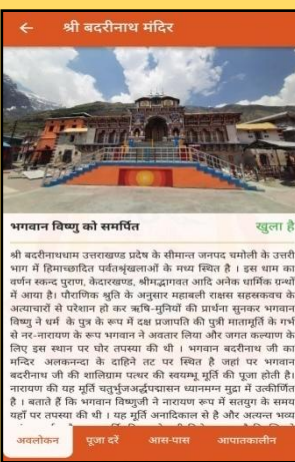 श्री बदरीनाथ मंदिर
भगवान विष्णु को समर्पित
खुला है
श्री बदरीनाथधाम उत्तराखण्ड प्रदेश के सीमान्त जनपद चमोली के उत्तरी
भाग में हिमाच्छादित पर्वतश्रृंखलाओं के मध्य स्थित है । इस धाम का
वर्णन स्कन्द पुराण, केदारखण्ड, श्रीमद्भागवत आदि अनेक धार्मिक ग्रन्थों
में आया है। पौराणिक श्रुति के अनुसार महाबली राक्षस सहस्रकवच के
अत्याचारों से परेशान हो कर ऋषि-मुनियों की प्रार्थना सुनकर भगवान
विष्णु ने धर्म के पुत्र के रूप में दक्ष प्रजापति की पुत्री मातामूर्ति के गर्भ
से नर-नारायण के रूप भगवान ने अवतार लिया और जगत कल्याण के
लिए इस स्थान पर घोर तपस्या की थी । भगवान बदरीनाथ जी का
मन्दिर अलकनन्दा के दाहिने तट पर स्थित है जहां पर भगवान
बदरीनाथ जी की शालिग्राम पत्थर की स्वयम्भू मूर्ति की पूजा होती है।
नारायण की यह मूर्ति चतुर्भुजअर्द्धपद्मासन ध्यानमग्न मुद्रा में उत्कीर्णित
है । बताते हैं कि भगवान विष्णुजी ने नारायण रूप में सतयुग के समय
यहाँ पर तपस्या की थी । यह मूर्ति अनादिकाल से है और अत्यन्त भव्य
अवलोकन
पूजा दरें
आस-पास
आपातकालीन